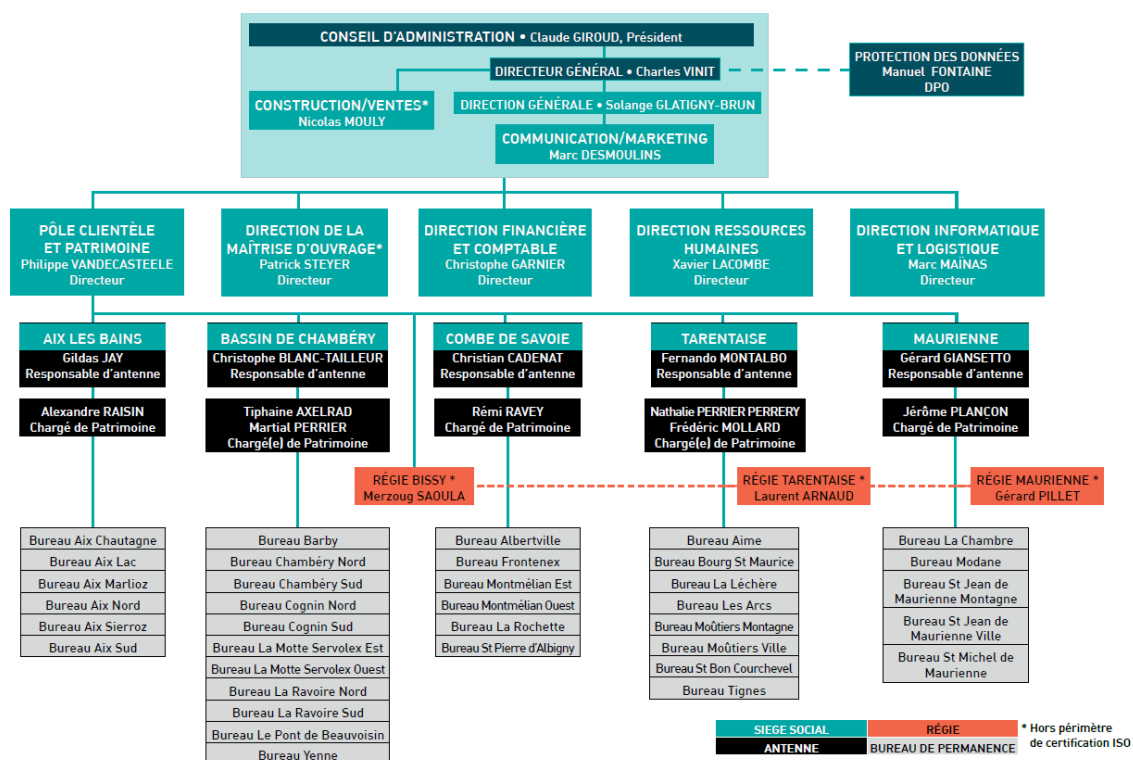 CONSEIL D'ADMINISTRATION • Claude GIROUD, Président
DIRECTEUR GÉNÉRAL • Charles VINIT
PROTECTION DES DONNÉES
Manuel FONTAINE
DPO
CONSTRUCTION/VENTES*
Nicolas MOULY
DIRECTION GÉNÉRALE • Solange GLATIGNY-BRUN
COMMUNICATION/MARKETING
Marc DESMOULINS
PÔLE CLIENTÈLE
ET PATRIMOINE
Philippe VANDECASTEELE
Directeur
DIRECTION DE LA
MAÎTRISE D'OUVRAGE*
Patrick STEYER
Directeur
DIRECTION FINANCIÈRE
ET COMPTABLE
Christophe GARNIER
Directeur
DIRECTION RESSOURCES
HUMAINES
Xavier LACOMBE
Directeur
DIRECTION INFORMATIQUE
ET LOGISTIQUE
Marc MAÏNAS
Directeur
AIX LES BAINS
Gildas JAY
Responsable d'antenne
Alexandre RAISIN
Chargé de Patrimoine
BASSIN DE CHAMBÉRY
Christophe BLANC-TAILLEUR
Responsable d'antenne
Tiphaine AXELRAD
Martial PERRIER
Chargé(e) de Patrimoine
COMBE DE SAVOIE
Christian CADENAT
Responsable d'antenne
Rémi RAVEY
Chargé de Patrimoine
TARENTAISE
Fernando MONTALBO
Responsable d'antenne
Nathalie PERRIER PERRERY
Frédéric MOLLARD
Chargé(e) de Patrimoine
MAURIENNE
Gérard GIANSETTO
Responsable d'antenne
Jérôme PLANÇON
Chargé de Patrimoine
RÉGIE BISSY *
Merzoug SAOULA
RÉGIE TARENTAISE *
Laurent ARNAUD
RÉGIE MAURIENNE *
Gérard PILLET
Bureau Aix Chautagne
Bureau Aix Lac
Bureau Aix Marlioz
Bureau Aix Nord
Bureau Aix Sierroz
Bureau Aix Sud
Bureau Barby
Bureau Chambéry Nord
Bureau Chambéry Sud
Bureau Cognin Nord
Bureau Cognin Sud
Bureau La Motte Servolex Est
Bureau La Motte Servolex Ouest
Bureau La Ravoire Nord
Bureau La Ravoire Sud
Bureau Le Pont de Beauvoisin
Bureau Yenne
Bureau Albertville
Bureau Frontenex
Bureau Montmélian Est
Bureau Montmélian Ouest
Bureau La Rochette
Bureau St Pierre d'Albigny
Bureau Aime
Bureau Bourg St Maurice
Bureau La Léchère
Bureau Les Arcs
Bureau Moûtiers Montagne
Bureau Moûtiers Ville
Bureau St Bon Courchevel
Bureau Tignes
Bureau La Chambre
Bureau Modane
Bureau St Jean de
Maurienne Montagne
Bureau St Jean de
Maurienne Ville
Bureau St Michel de
Maurienne
SIEGE SOCIAL
RÉGIE
ANTENNE
BUREAU DE PERMANENCE
* Hors périmètre
de certification ISO